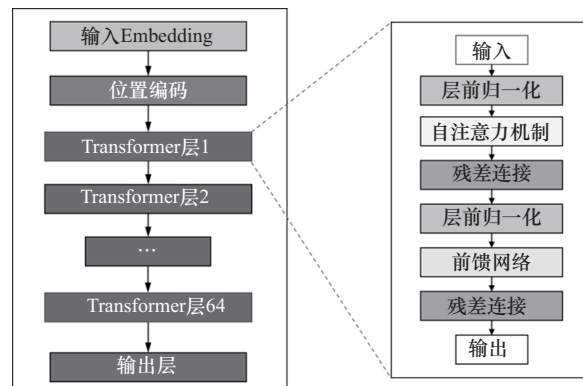 输入Embedding
位置编码
Transformer层1
Transformer层2
…
Transformer层64
输出层
输入
层前归一化
自注意力机制
残差连接
层前归一化
前馈网络
残差连接
输出